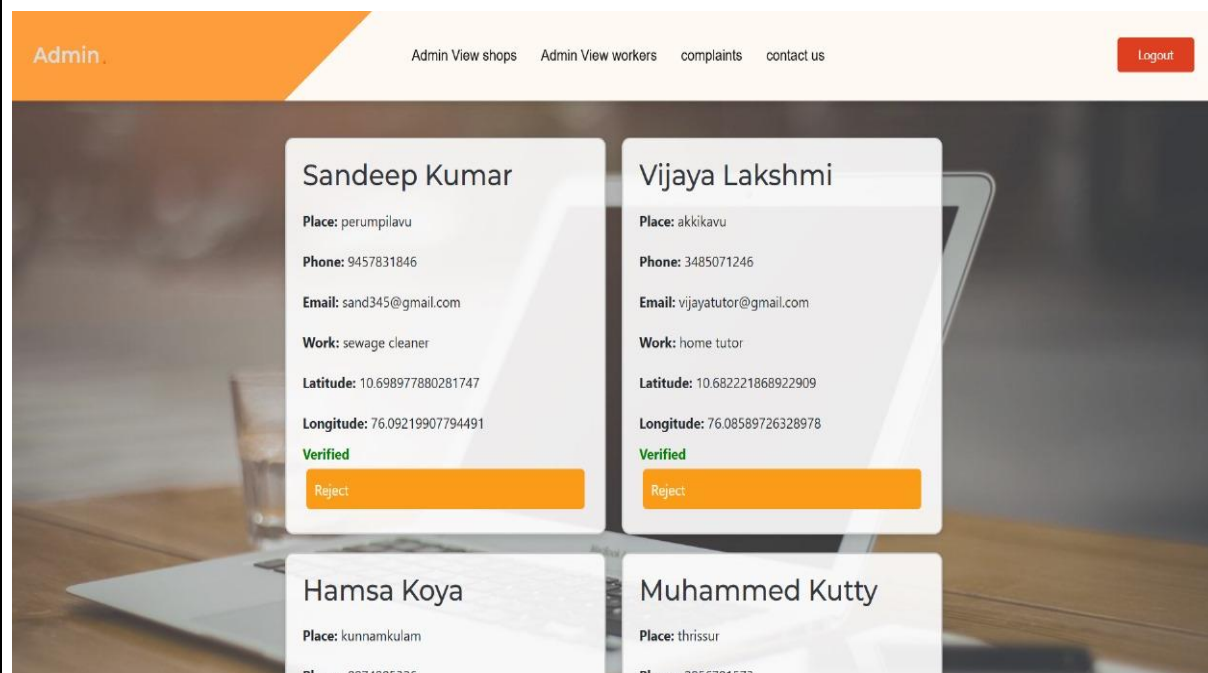 Admin.
Admin View shops Admin View workers complaints contact us
Logout
Sandeep Kumar
Place: perumpilavu
Phone: 9457831846
Email: sand345@gmail.com
Work: sewage cleaner
Latitude: 10.698977880281747
Longitude: 76.09219907794491
Verified
Reject
Vijaya Lakshmi
Place: akkikavu
Phone: 3485071246
Email: vijayatutor@gmail.com
Work: home tutor
Latitude: 10.682221868922909
Longitude: 76.08589726328978
Verified
Reject
Hamsa Koya
Place: kunnamkulam
Muhammed Kutty
Place: thrissur